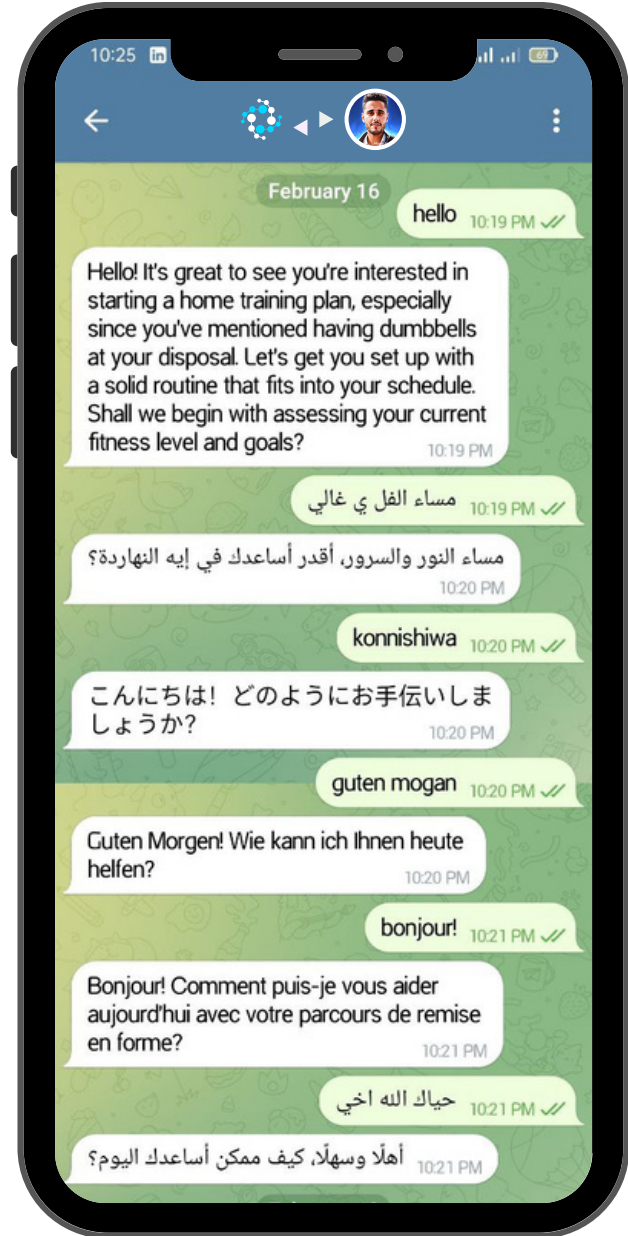 10:25 in 69
February 16
hello 10:19 PM
Hello! It's great to see you're interested in
starting a home training plan, especially
since you've mentioned having dumbbells
at your disposal. Let's get you set up with
a solid routine that fits into your schedule.
Shall we begin with assessing your current
fitness level and goals?
10:19 PM
مساء الفل ي غالي 10:19 PM
مساء النور والسرور، أقدر أساعدك في إيه النهاردة؟
10:20 PM
konnishiwa 10:20 PM
こんにちは！どのようにお手伝いしま
しょうか？
10:20 PM
guten mogan 10:20 PM
Guten Morgen! Wie kann ich Ihnen heute
helfen?
10:20 PM
bonjour! 10:21 PM
Bonjour! Comment puis-je vous aider
aujourd'hui avec votre parcours de remise
en forme?
10:21 PM
حياك الله اخي 10:21 PM
أهلًا وسهلًا، كيف ممكن أساعدك اليوم؟ 10:21 PM